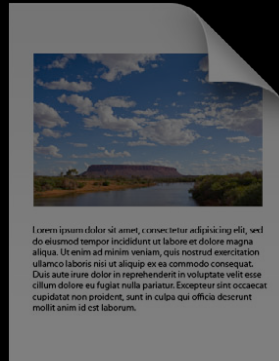 Lorem ipsum dolor sit amet, consectetur adipisicing elit, sed
do eiusmod tempor incididunt ut labore et dolore magna
aliqua. Ut enim ad minim veniam, quis nostrud exercitation
ullamco laboris nisi ut aliquip ex ea commodo consequat.
Duis aute irure dolor in reprehenderit in voluptate velit esse
cillum dolore eu fugiat nulla pariatur. Excepteur sint occaecat
cupidatat non proident, sunt in culpa qui officia deserunt
mollit anim id est laborum.